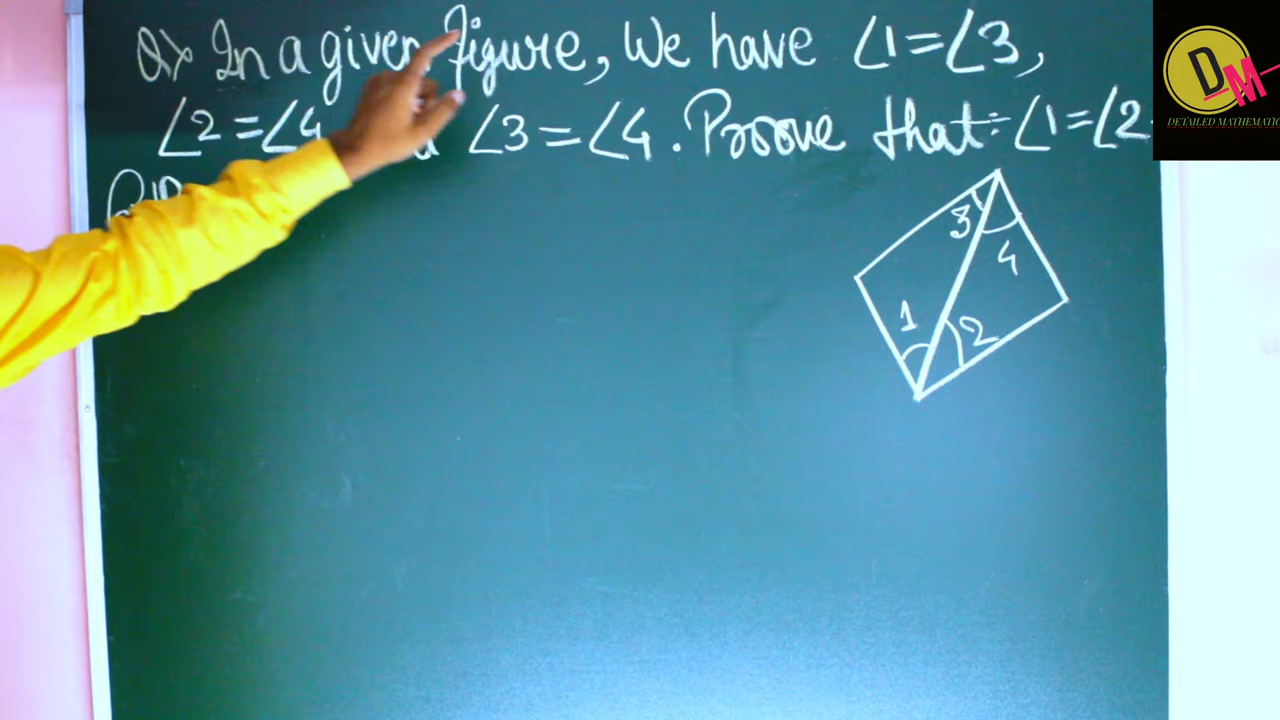 Q> In a given figure, We have ∠1=∠3,
∠2=∠4 ∠3=∠4. Proove that:- ∠1=∠2.
3
4
1
2
DM
DETAILED MATHEMATIC